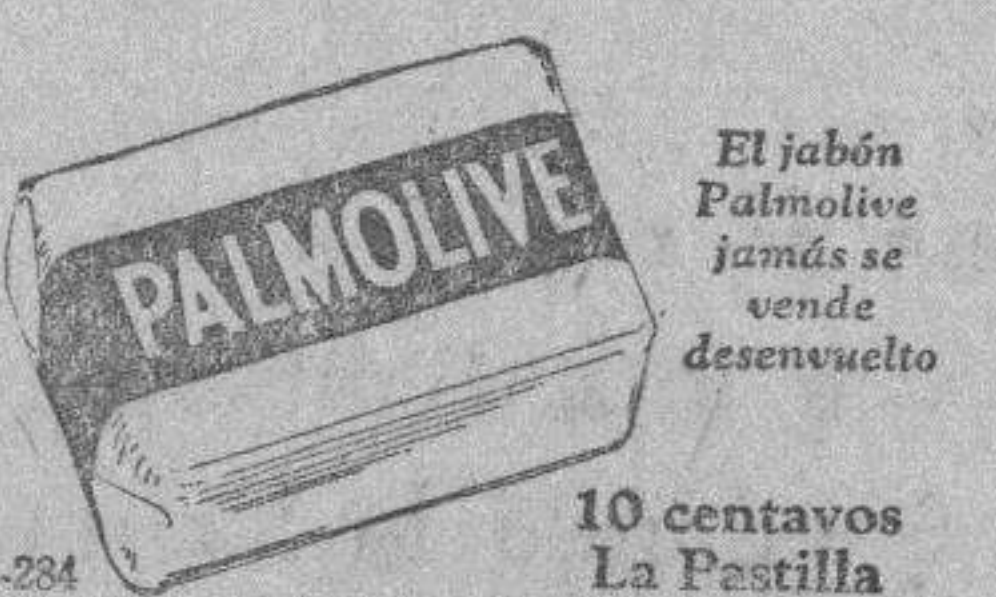 PALMOLIVE
El jabón
Palmolive
jamás se
vende
desenvuelto
10 centavos
La Pastilla
-284